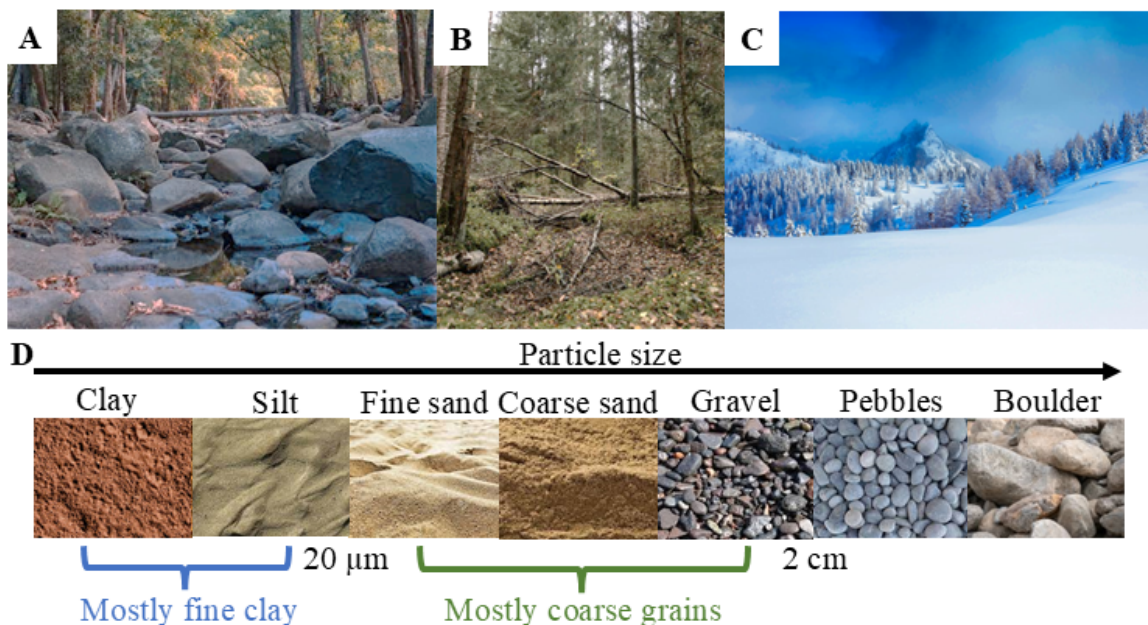 A
B
C
D
Particle size
Clay
Silt
Fine sand
Coarse sand
Gravel
Pebbles
Boulder
20 μm
2 cm
Mostly fine clay
Mostly coarse grains